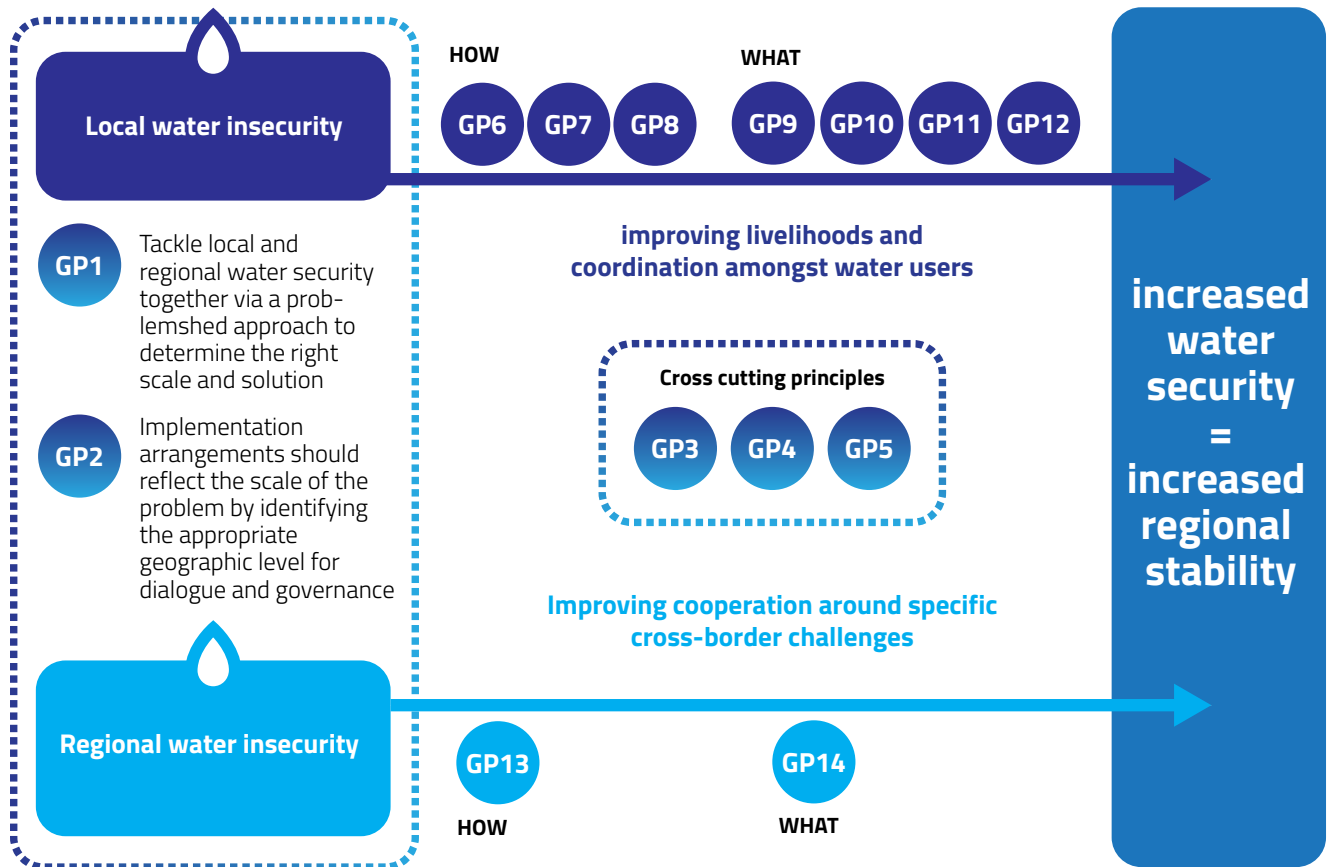 HOW
WHAT
Local water insecurity
GP6
GP7
GP8
GP9
GP10
GP11
GP12
GP1
Tackle local and
regional water security
together via a prob-
lemshed approach to
determine the right
scale and solution
GP2
Implementation
arrangements should
reflect the scale of the
problem by identifying
the appropriate
geographic level for
dialogue and governance
improving livelihoods and
coordination amongst water users
Cross cutting principles
GP3
GP4
GP5
Improving cooperation around specific
cross-border challenges
Regional water insecurity
GP13
GP14
HOW
WHAT
increased
water
security
=
increased
regional
stability